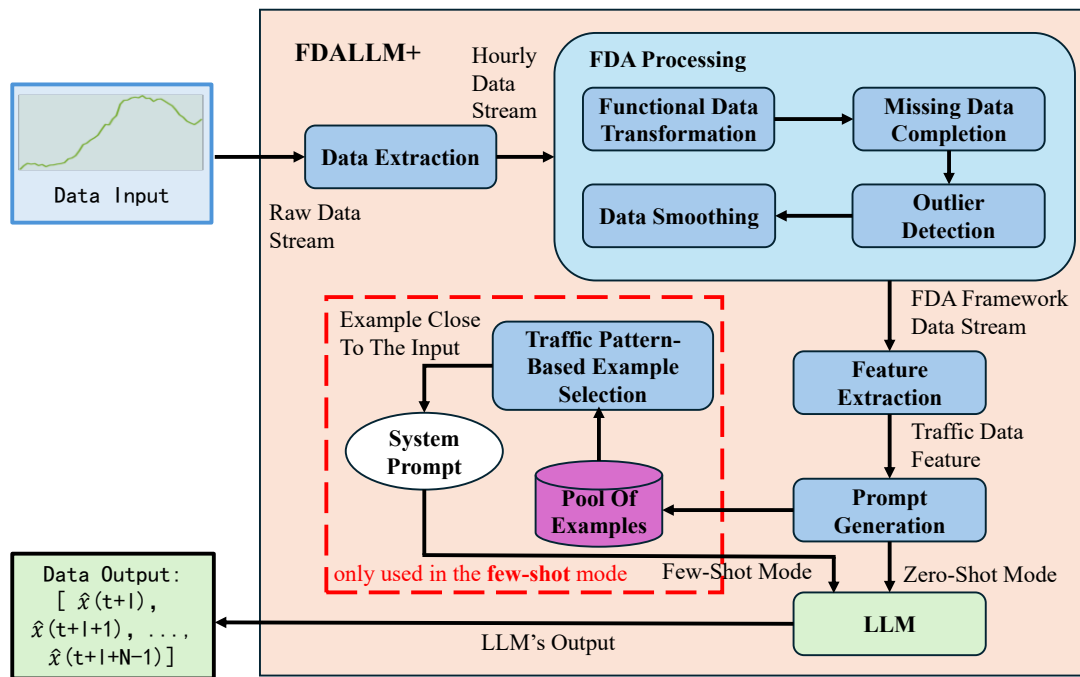 FDALLM+
Hourly
Data
Stream
FDA Processing
Functional Data
Transformation
Missing Data
Completion
Data Extraction
Data Input
Raw Data
Stream
Data Smoothing
Outlier
Detection
FDA Framework
Data Stream
Example Close
To The Input
Traffic Pattern-
Based Example
Selection
Feature
Extraction
Traffic Data
Feature
System
Prompt
Pool Of
Examples
Prompt
Generation
only used in the few-shot mode
Few-Shot Mode
Zero-Shot Mode
Data Output:
[ x̂(t+l),
x̂(t+l+1), ...,
x̂(t+l+N-1)]
LLM's Output
LLM